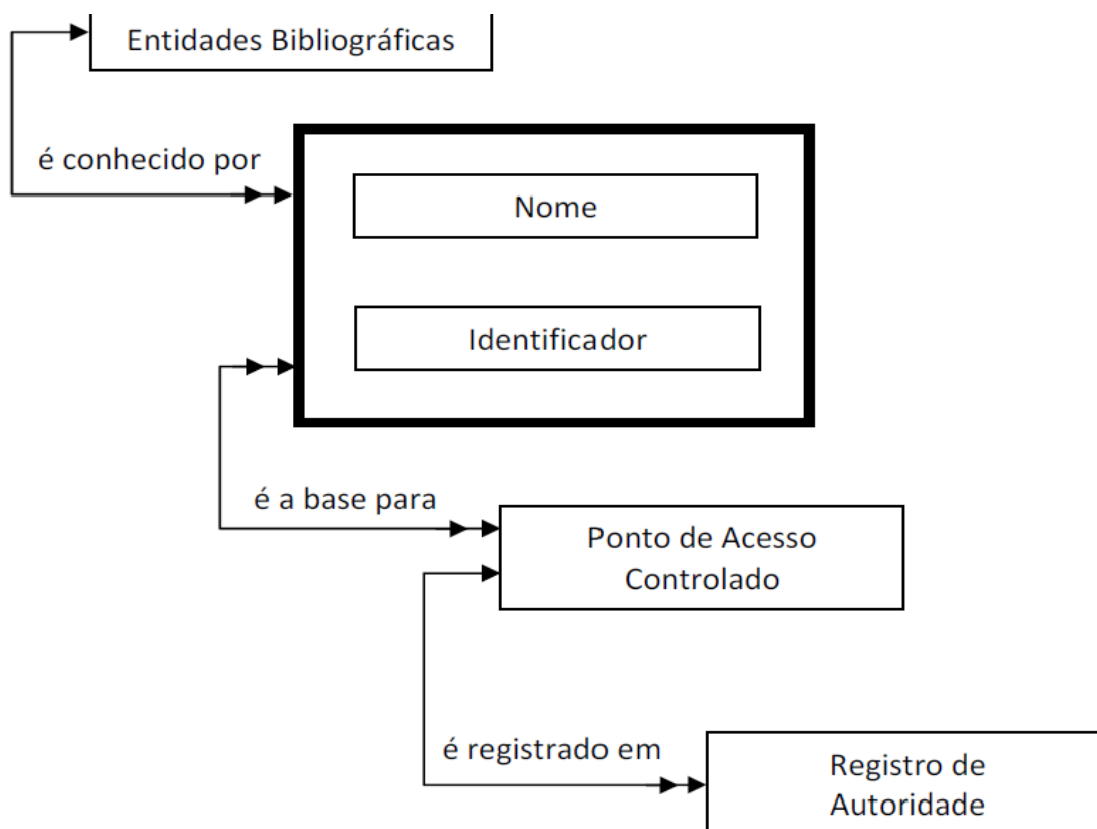 Entidades Bibliográficas
é conhecido por
Nome
Identificador
é a base para
Ponto de Acesso
Controlado
é registrado em
Registro de
Autoridade